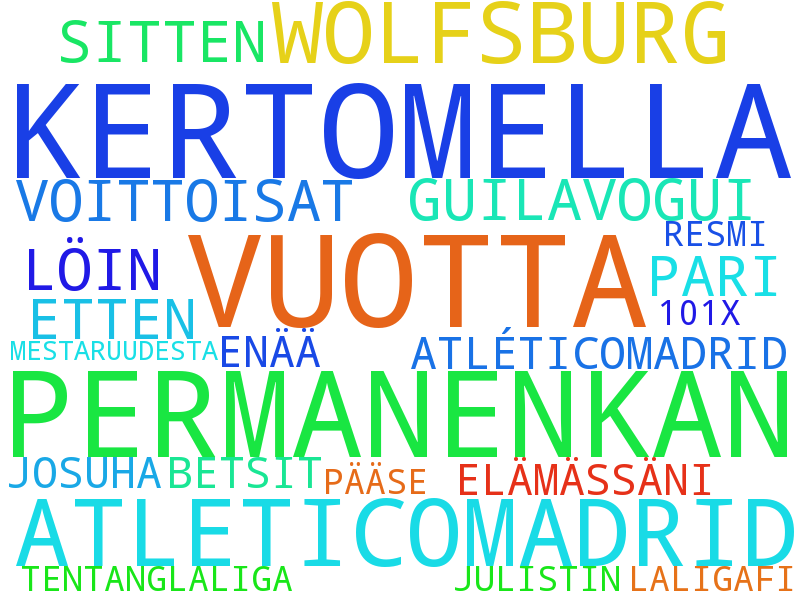 SITTEN WOLFSBURG
KERTOMELLA
VOITTOISAT GUILAVOGUI
RESMI
LÖIN VUOTTA PARI
ETTEN 101X
MESTARUUDESTA ENÄÄ ATLÉTICOMADRID
PERMANENKAN
JOSUHA BETSIT PÄÄSE ELÄMÄSSÄNI
ATLETICOMADRID
TENTANGLALIGA JULISTIN LALIGAFI